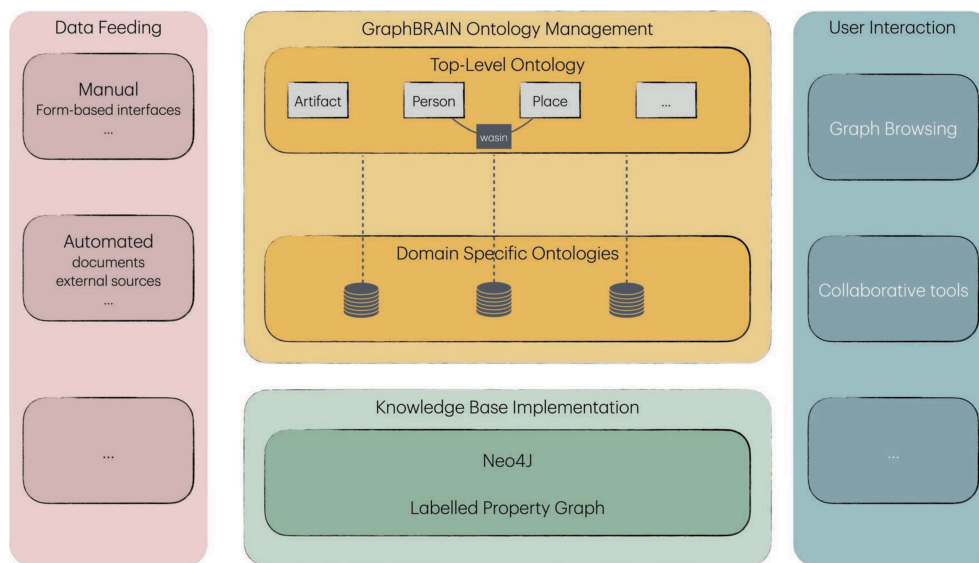 Data Feeding
Manual
Form-based interfaces
...
Automated
documents
external sources
...
...
GraphBRAIN Ontology Management
Top-Level Ontology
Artifact
Person
Place
...
wasin
Domain Specific Ontologies
Knowledge Base Implementation
Neo4J
Labelled Property Graph
User Interaction
Graph Browsing
Collaborative tools
...